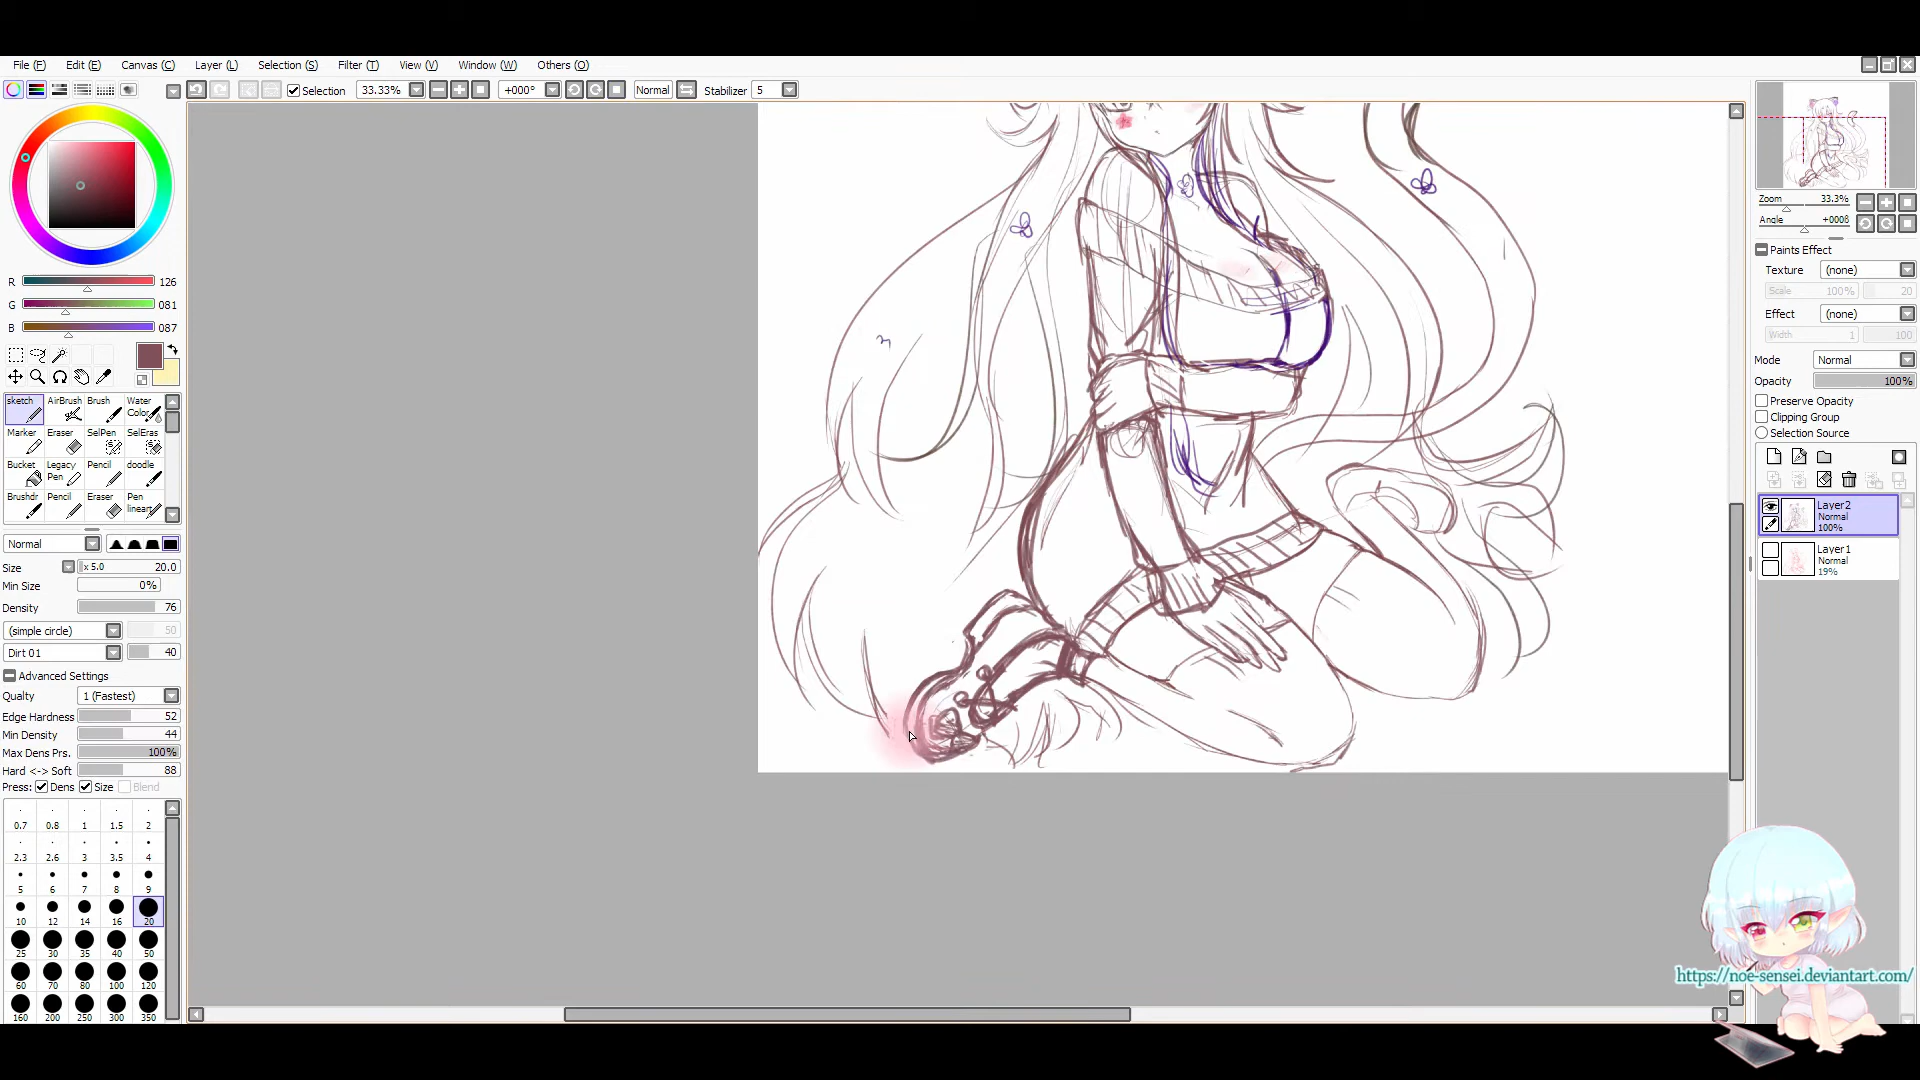 File (F) Edit (E) Canvas (C) Layer (L) Selection (S) Filter (T) View (V) Window (W) Others (O)
Selection 33.33% +000° Normal Stabilizer 5
R 126
G 081
B 087
sketch AirBrush Brush Water Color
Marker Eraser SelPen SelEras
Bucket Legacy Pen Pencil doodle
Brushdr Pencil Eraser Pen lineart
Normal
Size x 5.0 20.0
Min Size 0%
Density 76
(simple circle) 50
Dirt 01 40
Advanced Settings
Qualty 1 (Fastest)
Edge Hardness 52
Min Density 44
Max Dens Prs. 100%
Hard <-> Soft 88
Press: Dens Size Blend
0.7 0.8 1 1.5 2
2.3 2.6 3 3.5 4
5 6 7 8 9
10 12 14 16 20
25 30 35 40 50
60 70 80 100 120
160 200 250 300 350
Zoom 33.3%
Angle +000ß
Paints Effect
Texture (none)
Scale 100% 20
Effect (none)
Width 1 100
Mode Normal
Opacity 100%
Preserve Opacity
Clipping Group
Selection Source
Layer2
Normal
100%
Layer1
Normal
19%
https://noe-sensei.deviantart.com/